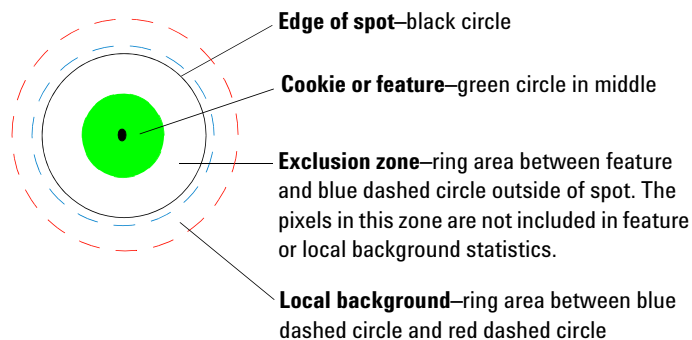 Edge of spot–black circle
Cookie or feature–green circle in middle
Exclusion zone–ring area between feature
and blue dashed circle outside of spot. The
pixels in this zone are not included in feature
or local background statistics.
Local background–ring area between blue
dashed circle and red dashed circle